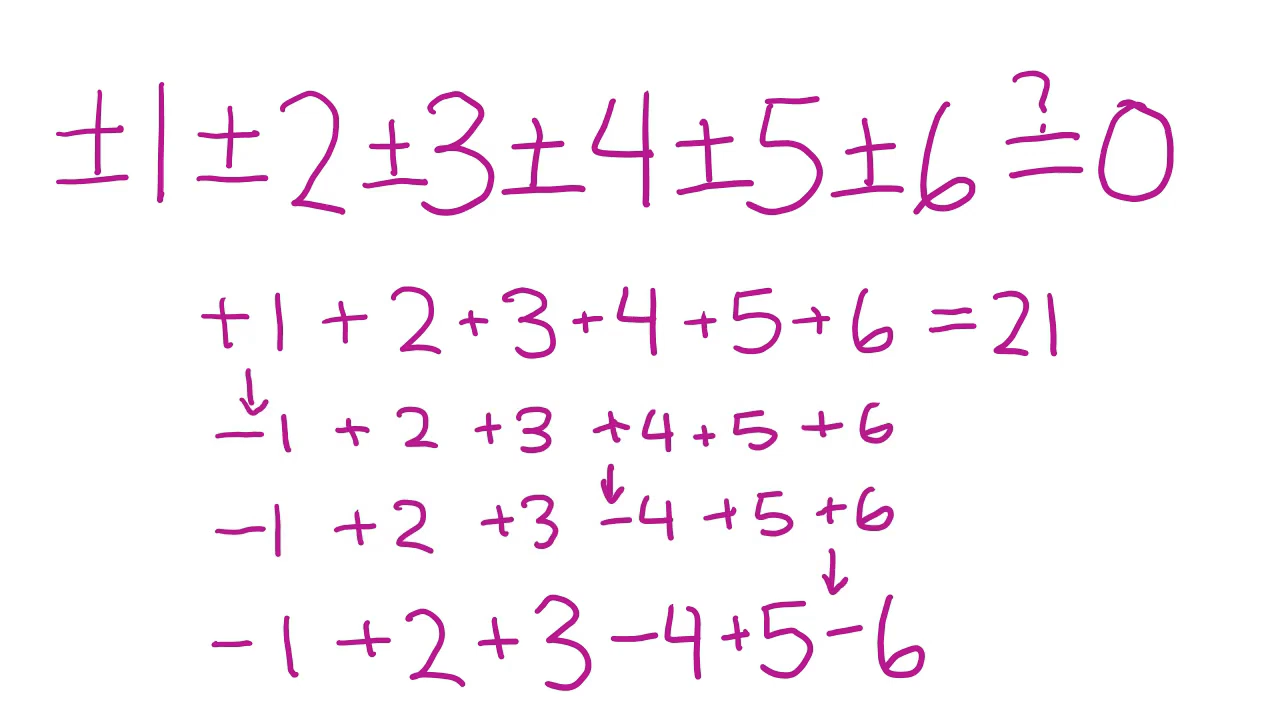 ±1 ±2 ±3 ±4 ±5 ±6 ?= 0
+1 +2 +3 +4 +5 +6 = 21
↓
-1 +2 +3 +4 +5 +6
↓
-1 +2 +3 -4 +5 +6
↓
-1 +2 +3 -4 +5 -6